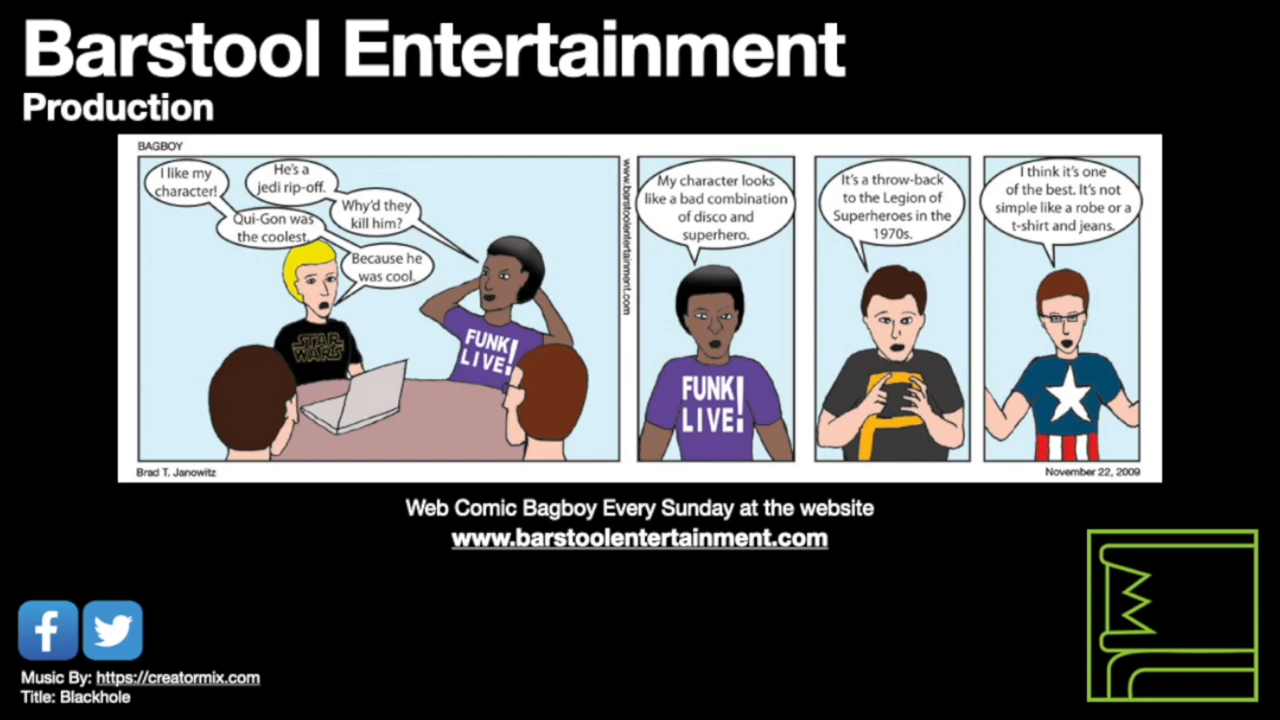 Barstool Entertainment
Production
BAGBOY
I like my
character!
He's a
jedi rip-off.
Qui-Gon was
the coolest.
Why'd they
kill him?
Because he
was cool.
STAR
WARS
FUNK
LIVE!
www.barstoolentertainment.com
My character looks
like a bad combination
of disco and
superhero.
FUNK
LIVE!
It's a throw-back
to the Legion of
Superheroes in the
1970s.
I think it's one
of the best. It's not
simple like a robe or a
t-shirt and jeans.
Brad T. Janowitz
November 22, 2009
Web Comic Bagboy Every Sunday at the website
www.barstoolentertainment.com
Music By: https://creatormix.com
Title: Blackhole